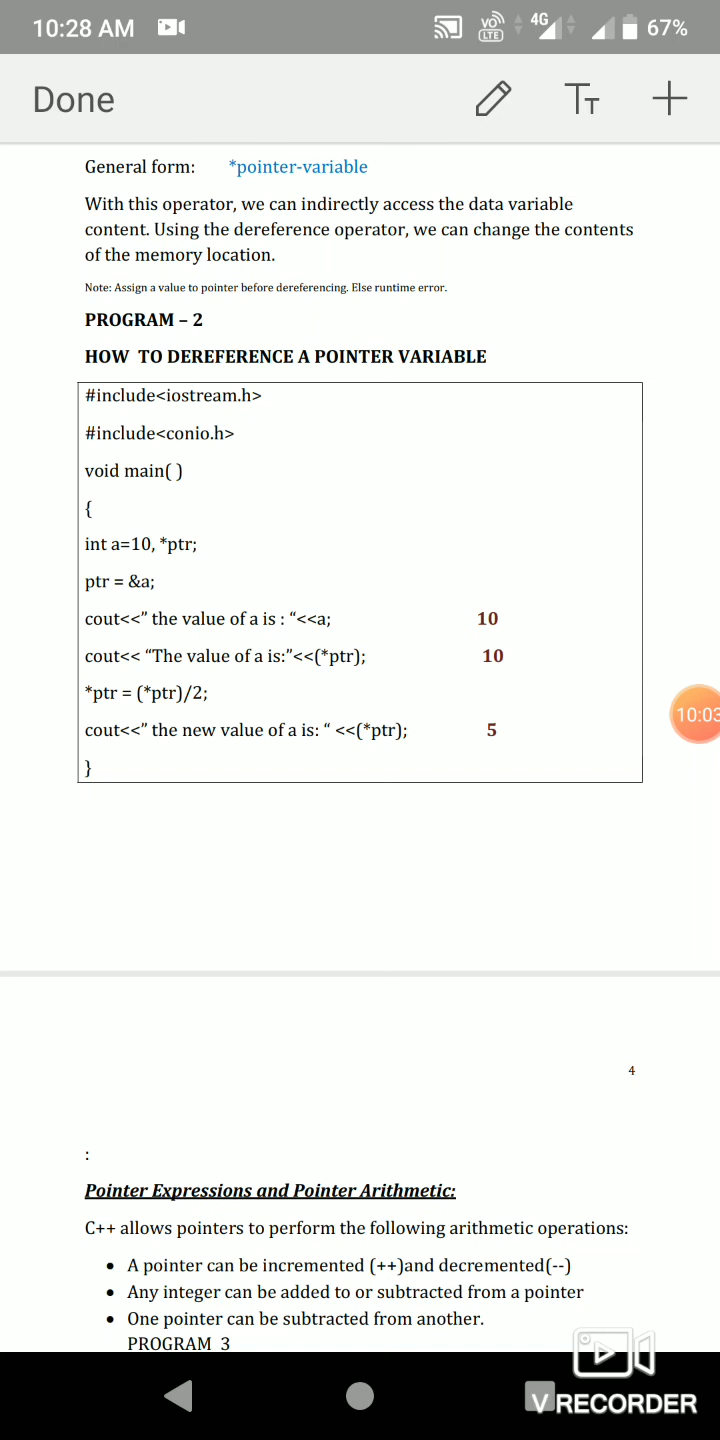 10:28 AM VO LTE 4G 67%
Done TT +
General form: *pointer-variable
With this operator, we can indirectly access the data variable
content. Using the dereference operator, we can change the contents
of the memory location.
Note: Assign a value to pointer before dereferencing. Else runtime error.
PROGRAM – 2
HOW TO DEREFERENCE A POINTER VARIABLE
#include<iostream.h>
#include<conio.h>
void main( )
{
int a=10, *ptr;
ptr = &a;
cout<<” the value of a is : “<<a; 10
cout<< “The value of a is:”<<(*ptr); 10
*ptr = (*ptr)/2;
10:03
cout<<” the new value of a is: “ <<(*ptr); 5
}
4
:
Pointer Expressions and Pointer Arithmetic:
C++ allows pointers to perform the following arithmetic operations:
• A pointer can be incremented (++)and decremented(--)
• Any integer can be added to or subtracted from a pointer
• One pointer can be subtracted from another.
PROGRAM 3
V RECORDER